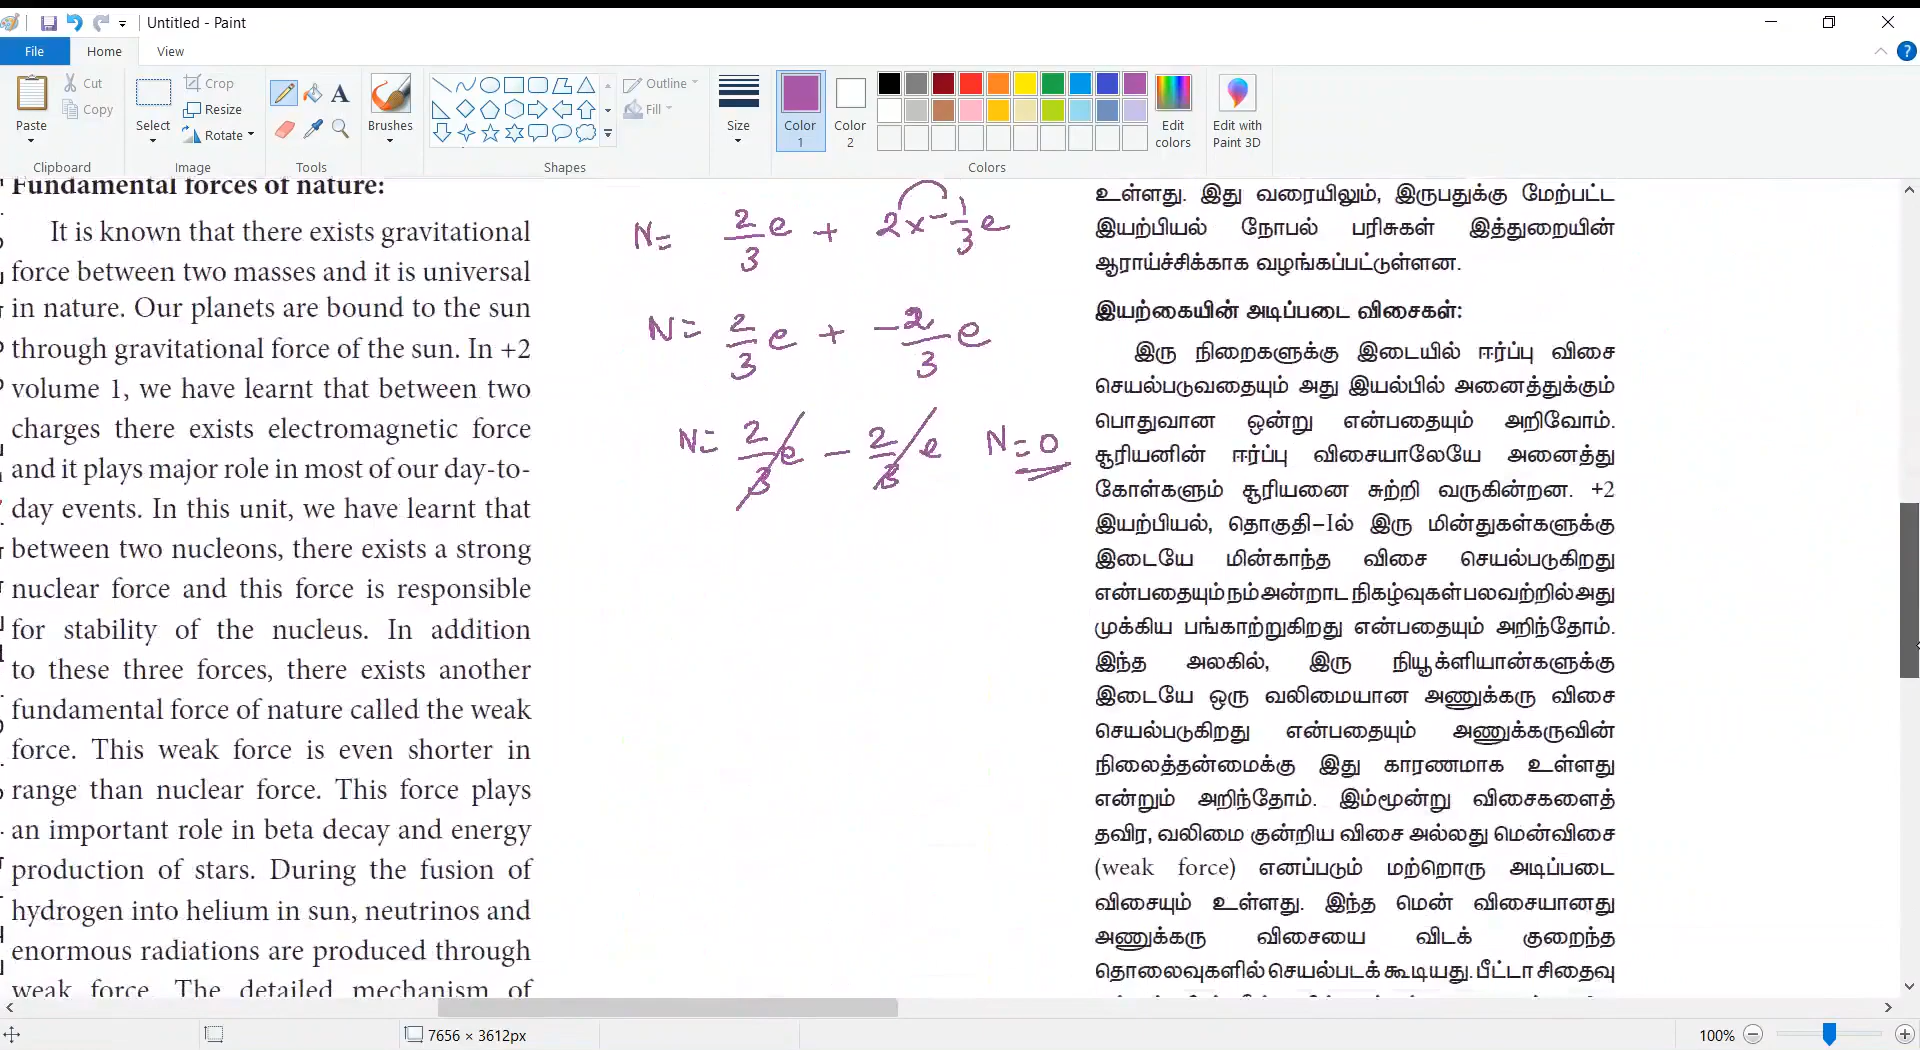 Untitled - Paint
File
Home
View
Paste
Cut
Copy
Clipboard
Select
Crop
Resize
Rotate
Image
Tools
Brushes
Shapes
Outline
Fill
Size
Color 1
Color 2
Edit colors
Edit with Paint 3D
Colors
Fundamental forces of nature:
It is known that there exists gravitational
force between two masses and it is universal
in nature. Our planets are bound to the sun
through gravitational force of the sun. In +2
volume 1, we have learnt that between two
charges there exists electromagnetic force
and it plays major role in most of our day-to-
day events. In this unit, we have learnt that
between two nucleons, there exists a strong
nuclear force and this force is responsible
for stability of the nucleus. In addition
to these three forces, there exists another
fundamental force of nature called the weak
force. This weak force is even shorter in
range than nuclear force. This force plays
an important role in beta decay and energy
production of stars. During the fusion of
hydrogen into helium in sun, neutrinos and
enormous radiations are produced through
weak force. The detailed mechanism of
N= 2/3 e + 2x -1/3 e
N= 2/3 e + -2/3 e
N= 2/3 e - 2/3 e N=0
உள்ளது. இது வரையிலும், இருபதுக்கு மேற்பட்ட
இயற்பியல் நோபல் பரிசுகள் இத்துறையின்
ஆராய்ச்சிக்காக வழங்கப்பட்டுள்ளன.
இயற்கையின் அடிப்படை விசைகள்:
இரு நிறைகளுக்கு இடையில் ஈர்ப்பு விசை
செயல்படுவதையும் அது இயல்பில் அனைத்துக்கும்
பொதுவான ஒன்று என்பதையும் அறிவோம்.
சூரியனின் ஈர்ப்பு விசையாலேயே அனைத்து
கோள்களும் சூரியனை சுற்றி வருகின்றன. +2
இயற்பியல், தொகுதி-Iல் இரு மின்துகள்களுக்கு
இடையே மின்காந்த விசை செயல்படுகிறது
என்பதையும் நம் அன்றாட நிகழ்வுகள் பலவற்றில் அது
முக்கிய பங்காற்றுகிறது என்பதையும் அறிந்தோம்.
இந்த அலகில், இரு நியூக்ளியான்களுக்கு
இடையே ஒரு வலிமையான அணுக்கரு விசை
செயல்படுகிறது என்பதையும் அணுக்கருவின்
நிலைத்தன்மைக்கு இது காரணமாக உள்ளது
என்றும் அறிந்தோம். இம்மூன்று விசைகளைத்
தவிர, வலிமை குன்றிய விசை அல்லது மென்விசை
(weak force) எனப்படும் மற்றொரு அடிப்படை
விசையும் உள்ளது. இந்த மென் விசையானது
அணுக்கரு விசையை விடக் குறைந்த
தொலைவுகளில் செயல்படக் கூடியது. பீட்டா சிதைவு
7656 × 3612px
100%